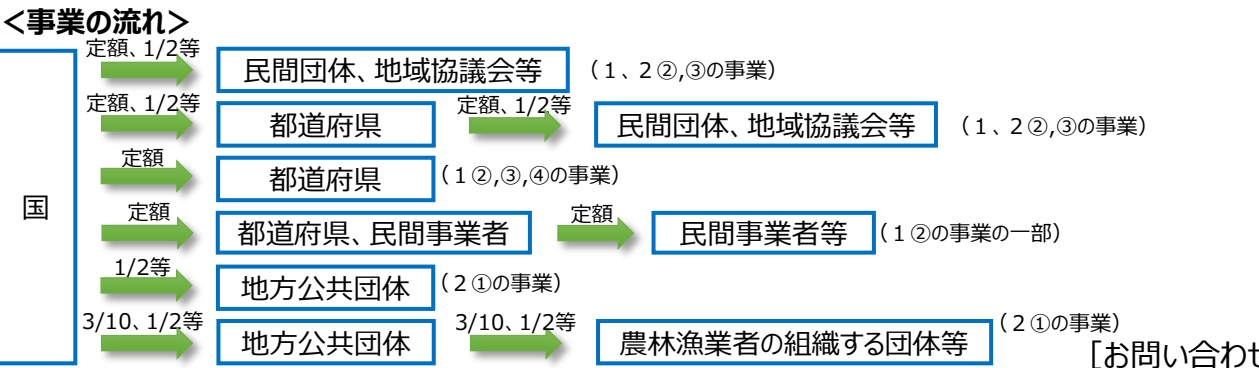 ＜事業の流れ＞
国
定額、1/2等
民間団体、地域協議会等 （１、２②,③の事業）
定額、1/2等 定額、1/2等
都道府県 民間団体、地域協議会等 （１、２②,③の事業）
定額
都道府県 （１②,③,④の事業）
定額 定額
都道府県、民間事業者 民間事業者等 （１②の事業の一部）
1/2等
地方公共団体 （２①の事業）
3/10、1/2等 3/10、1/2等
地方公共団体 農林漁業者の組織する団体等 （２①の事業）
［お問い合わせ